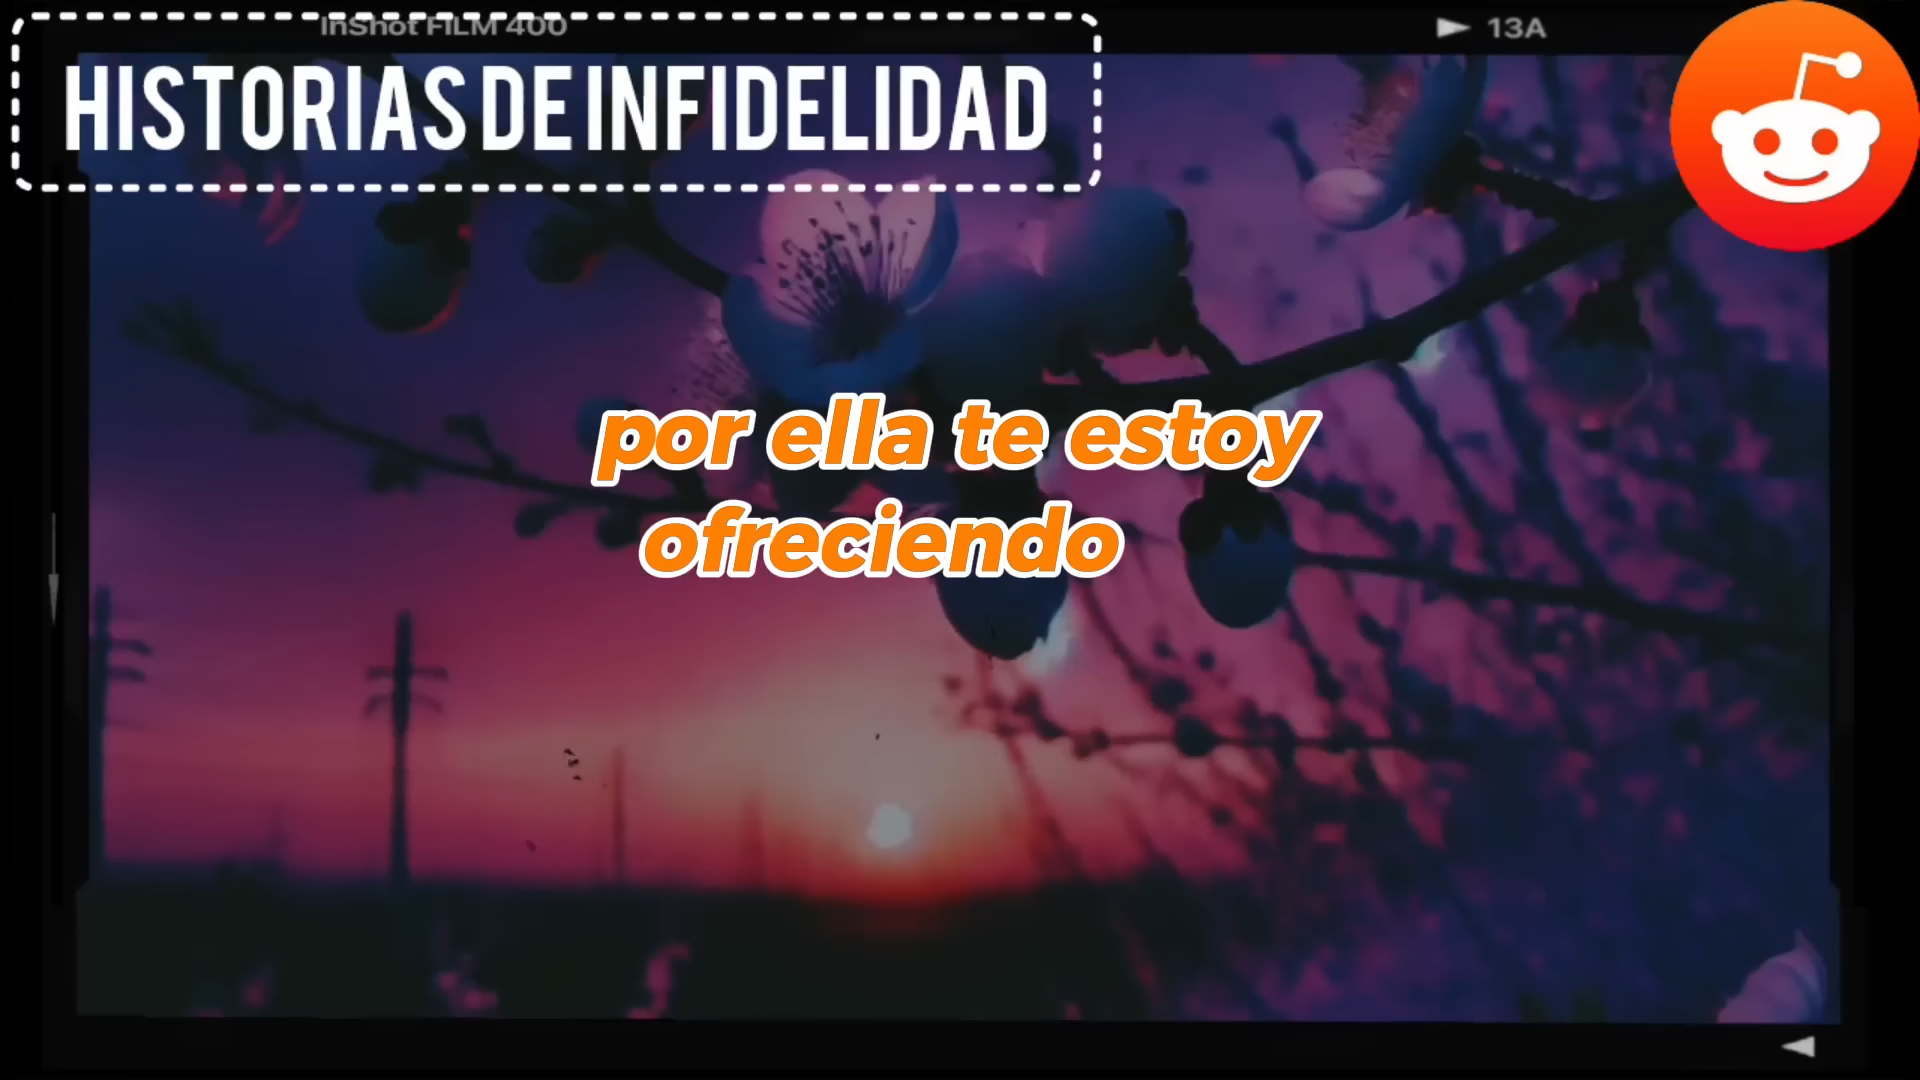 InShot FILM 400
13A
HISTORIAS DE INFIDELIDAD
por ella te estoy
ofreciendo